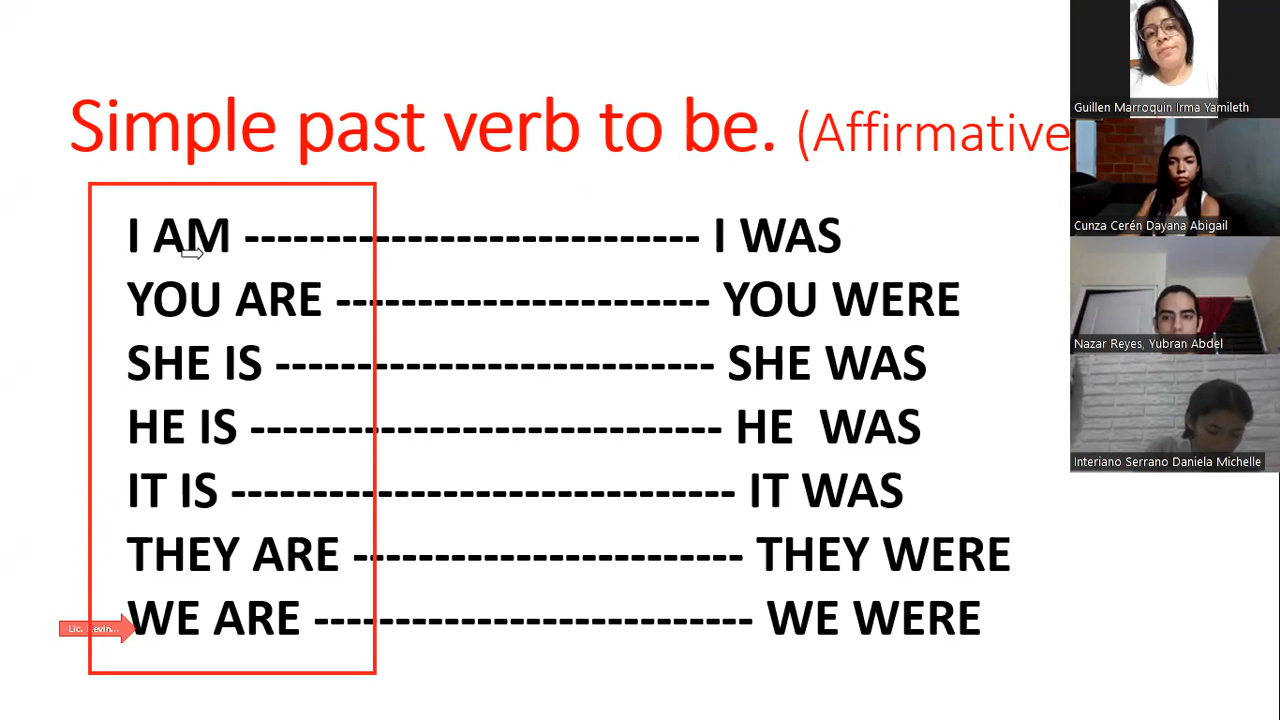 Simple past verb to be. (Affirmative
I AM ---------------------------- I WAS
YOU ARE ----------------------- YOU WERE
SHE IS --------------------------- SHE WAS
HE IS ----------------------------- HE WAS
IT IS ------------------------------- IT WAS
THEY ARE ------------------------ THEY WERE
WE ARE --------------------------- WE WERE
Lic.
Guillen Marroquin Irma Yamileth
Cunza Cerén Dayana Abigail
Nazar Reyes, Yubran Abdel
Interiano Serrano Daniela Michelle